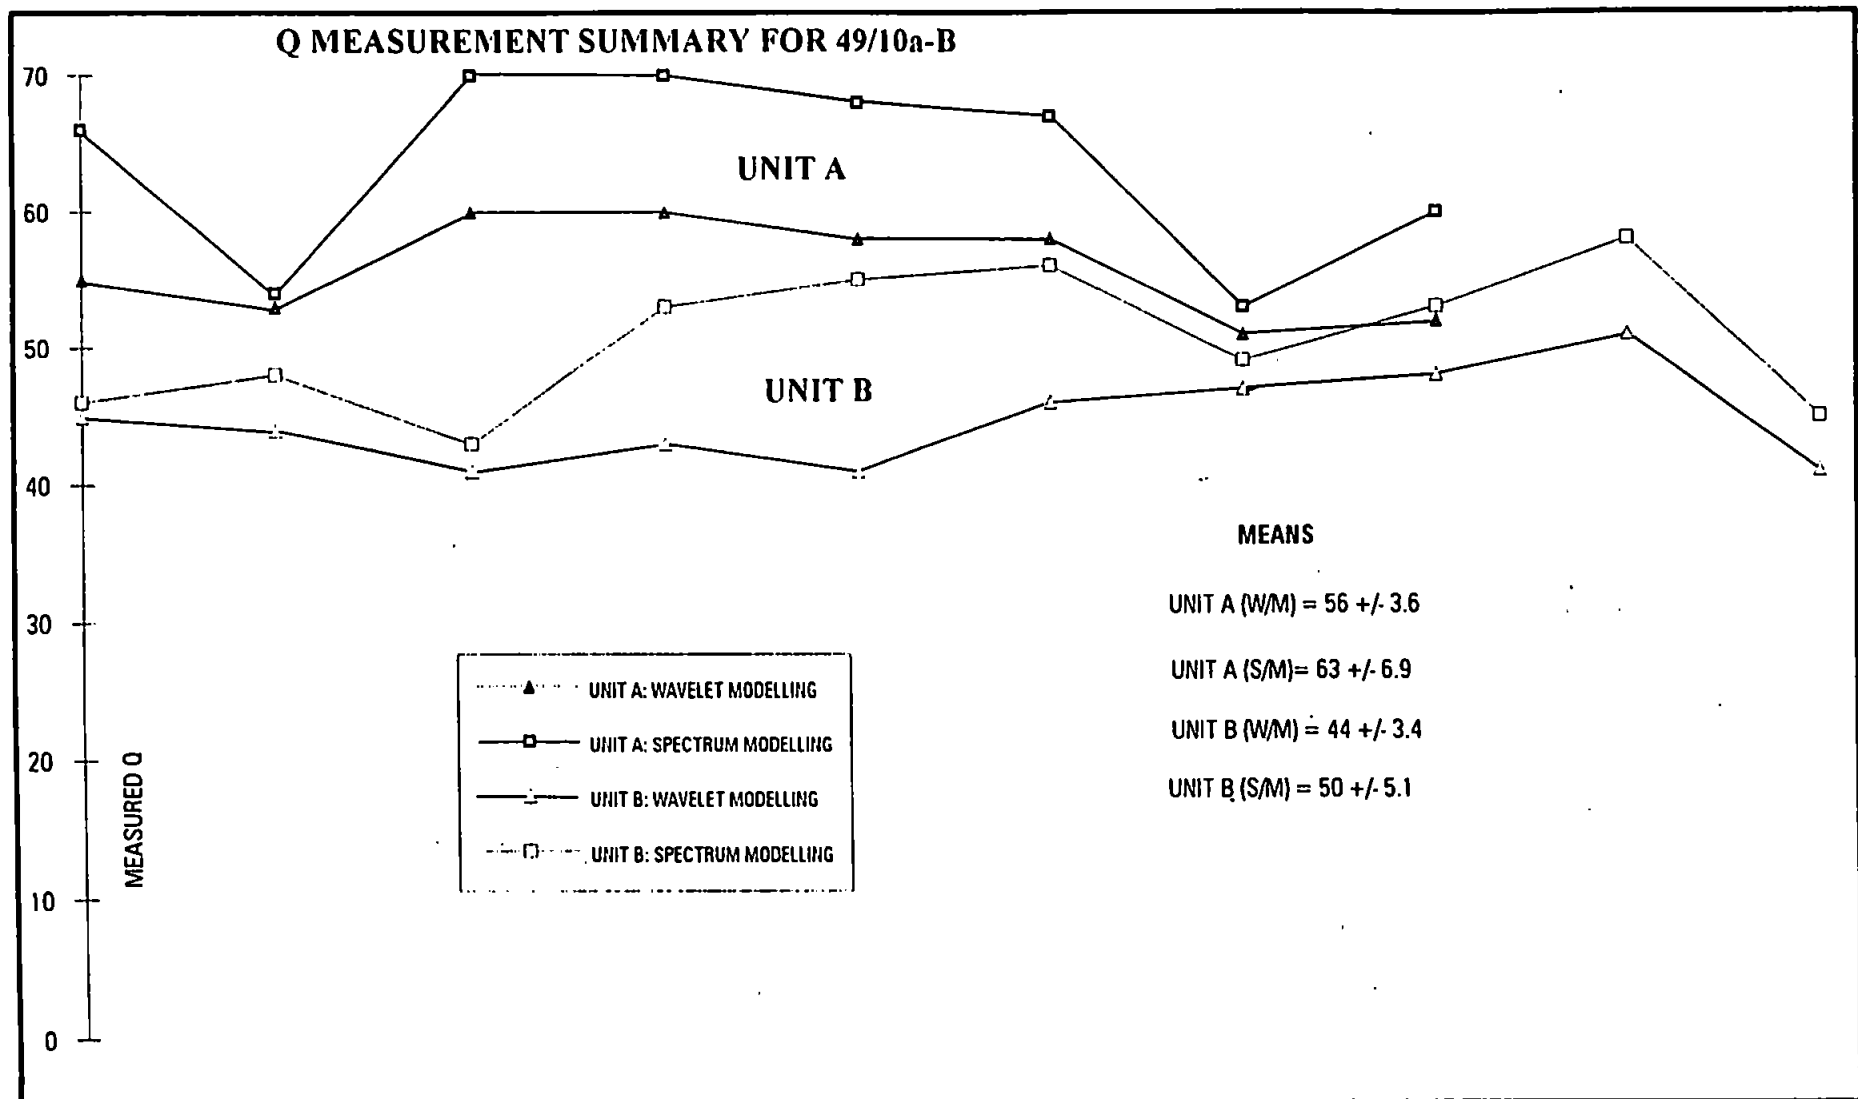 Q MEASUREMENT SUMMARY FOR 49/10a-B
70
60
50
40
30
20
10
0
MEASURED Q
UNIT A
UNIT B
UNIT A: WAVELET MODELLING
UNIT A: SPECTRUM MODELLING
UNIT B: WAVELET MODELLING
UNIT B: SPECTRUM MODELLING
MEANS
UNIT A (W/M) = 56 +/- 3.6
UNIT A (S/M)= 63 +/- 6.9
UNIT B (W/M) = 44 +/- 3.4
UNIT B (S/M) = 50 +/- 5.1